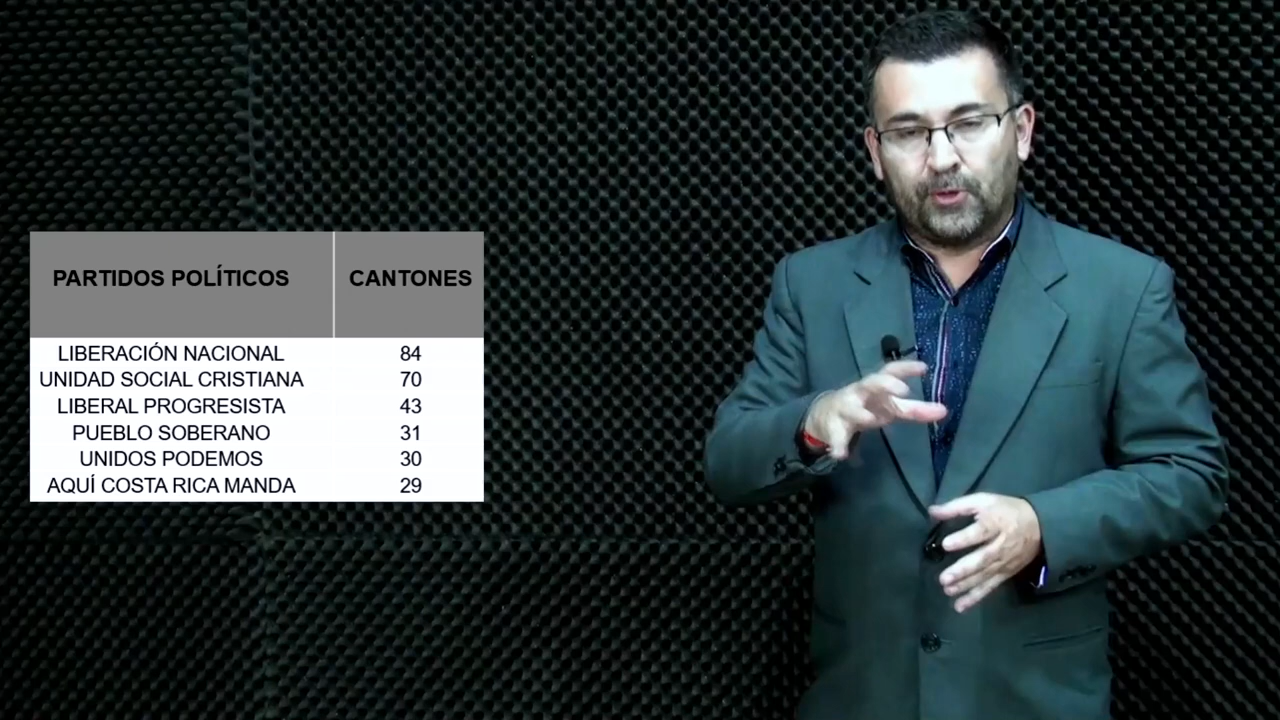 PARTIDOS POLÍTICOS CANTONES
LIBERACIÓN NACIONAL 84
UNIDAD SOCIAL CRISTIANA 70
LIBERAL PROGRESISTA 43
PUEBLO SOBERANO 31
UNIDOS PODEMOS 30
AQUÍ COSTA RICA MANDA 29